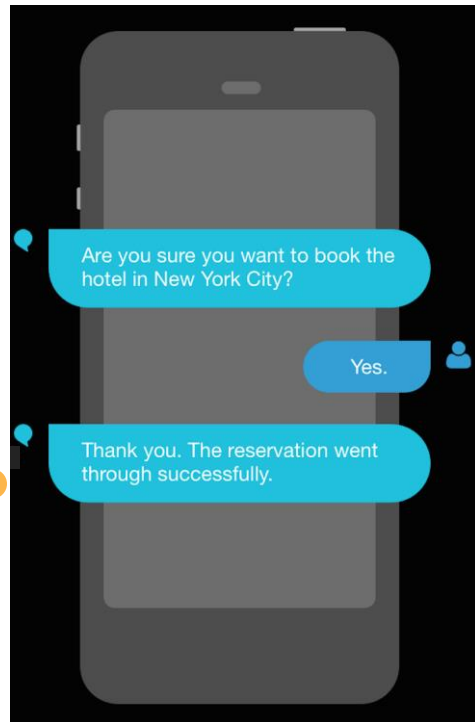 Are you sure you want to book the
hotel in New York City?
Yes.
Thank you. The reservation went
through successfully.